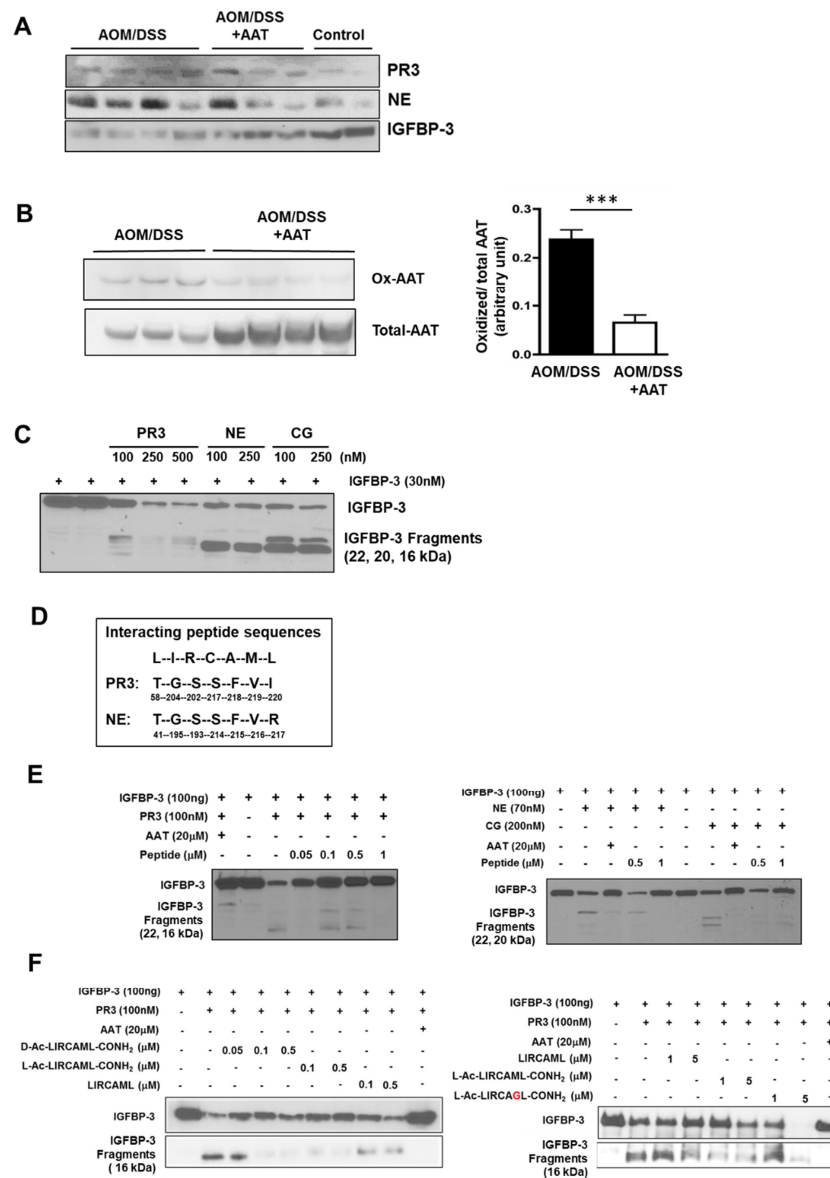 A
AOM/DSS
AOM/DSS
+AAT
Control
PR3
NE
IGFBP-3
B
AOM/DSS
AOM/DSS
+AAT
Ox-AAT
Total-AAT
Oxidized/ total AAT
(arbitrary unit)
0.3
0.2
0.1
0.0
***
AOM/DSS
AOM/DSS
+AAT
C
PR3 NE CG
100 250 500 100 250 100 250 (nM)
+ + + + + + + + + IGFBP-3 (30nM)
IGFBP-3
IGFBP-3 Fragments
(22, 20, 16 kDa)
D
Interacting peptide sequences
L--I--R--C--A--M--L
PR3: T--G--S--S--F--V--I
58--204--202--217--218--219--220
NE: T--G--S--S--F--V--R
41--195--193--214--215--216--217
E
IGFBP-3 (100ng) + + + + + + +
PR3 (100nM) + - + + + + +
AAT (20µM) + - - - - - -
Peptide (µM) - - - 0.05 0.1 0.5 1
IGFBP-3
IGFBP-3
Fragments
(22, 16 kDa)
IGFBP-3 (100ng) + + + + + + + + + +
NE (70nM) - + + + + - - - - -
CG (200nM) - - - - - - + + + +
AAT (20µM) - - + - - - - + - -
Peptide (µM) - - - 0.5 1 - - - 0.5 1
IGFBP-3
IGFBP-3
Fragments
(22, 20 kDa)
F
IGFBP-3 (100ng) + + + + + + + + + +
PR3 (100nM) - + + + + + + + + +
AAT (20µM) - - - - - - - - - +
D-Ac-LIRCAML-CONH₂ (µM) - - 0.05 0.1 0.5 - - - - -
L-Ac-LIRCAML-CONH₂ (µM) - - - - - 0.1 0.5 - - -
LIRCAML (µM) - - - - - - - 0.1 0.5 -
IGFBP-3
IGFBP-3
Fragments
( 16 kDa)
IGFBP-3 (100ng) + + + + + + + + +
PR3 (100nM) - + + + + + + + +
AAT (20µM) - - - - - - - - +
LIRCAML (µM) - - 1 5 - - - - -
L-Ac-LIRCAML-CONH₂ (µM) - - - - 1 5 - - -
L-Ac-LIRCAGL-CONH₂ (µM) - - - - - - 1 5 -
IGFBP-3
IGFBP-3
Fragments
(16 kDa)